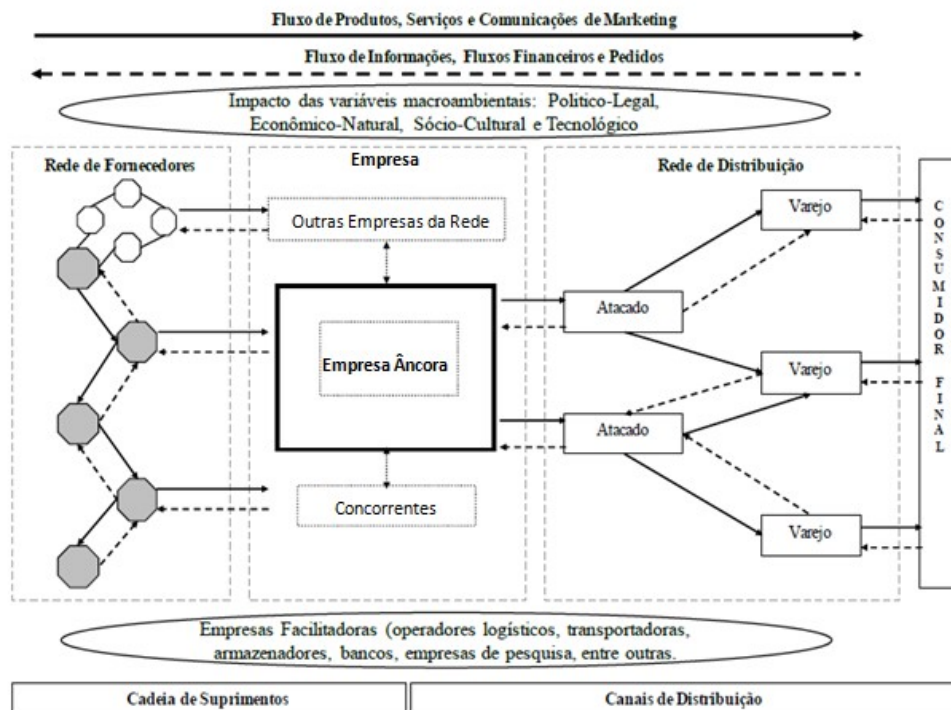 Fluxo de Produtos, Serviços e Comunicações de Marketing
Fluxo de Informações, Fluxos Financeiros e Pedidos
Impacto das variáveis macroambientais: Político-Legal,
Econômico-Natural, Sócio-Cultural e Tecnológico
Rede de Fornecedores
Empresa
Outras Empresas da Rede
Empresa Âncora
Concorrentes
Rede de Distribuição
Atacado
Atacado
Varejo
Varejo
Varejo
CONSUMIDOR FINAL
Empresas Facilitadoras (operadores logísticos, transportadoras,
armazenadores, bancos, empresas de pesquisa, entre outras.
Cadeia de Suprimentos
Canais de Distribuição